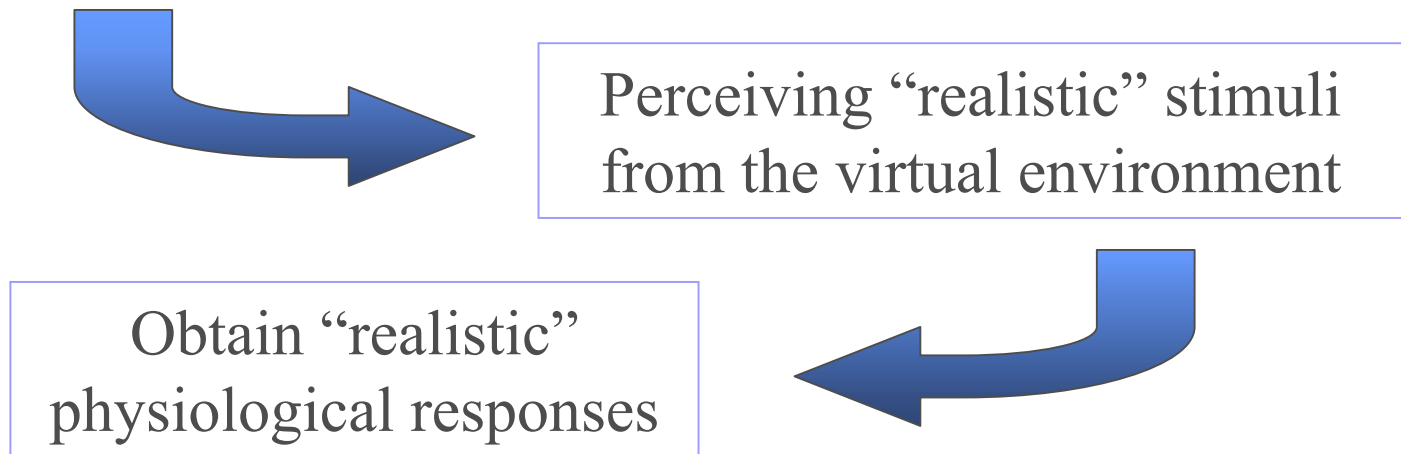 Perceiving “realistic” stimuli
from the virtual environment
Obtain “realistic”
physiological responses